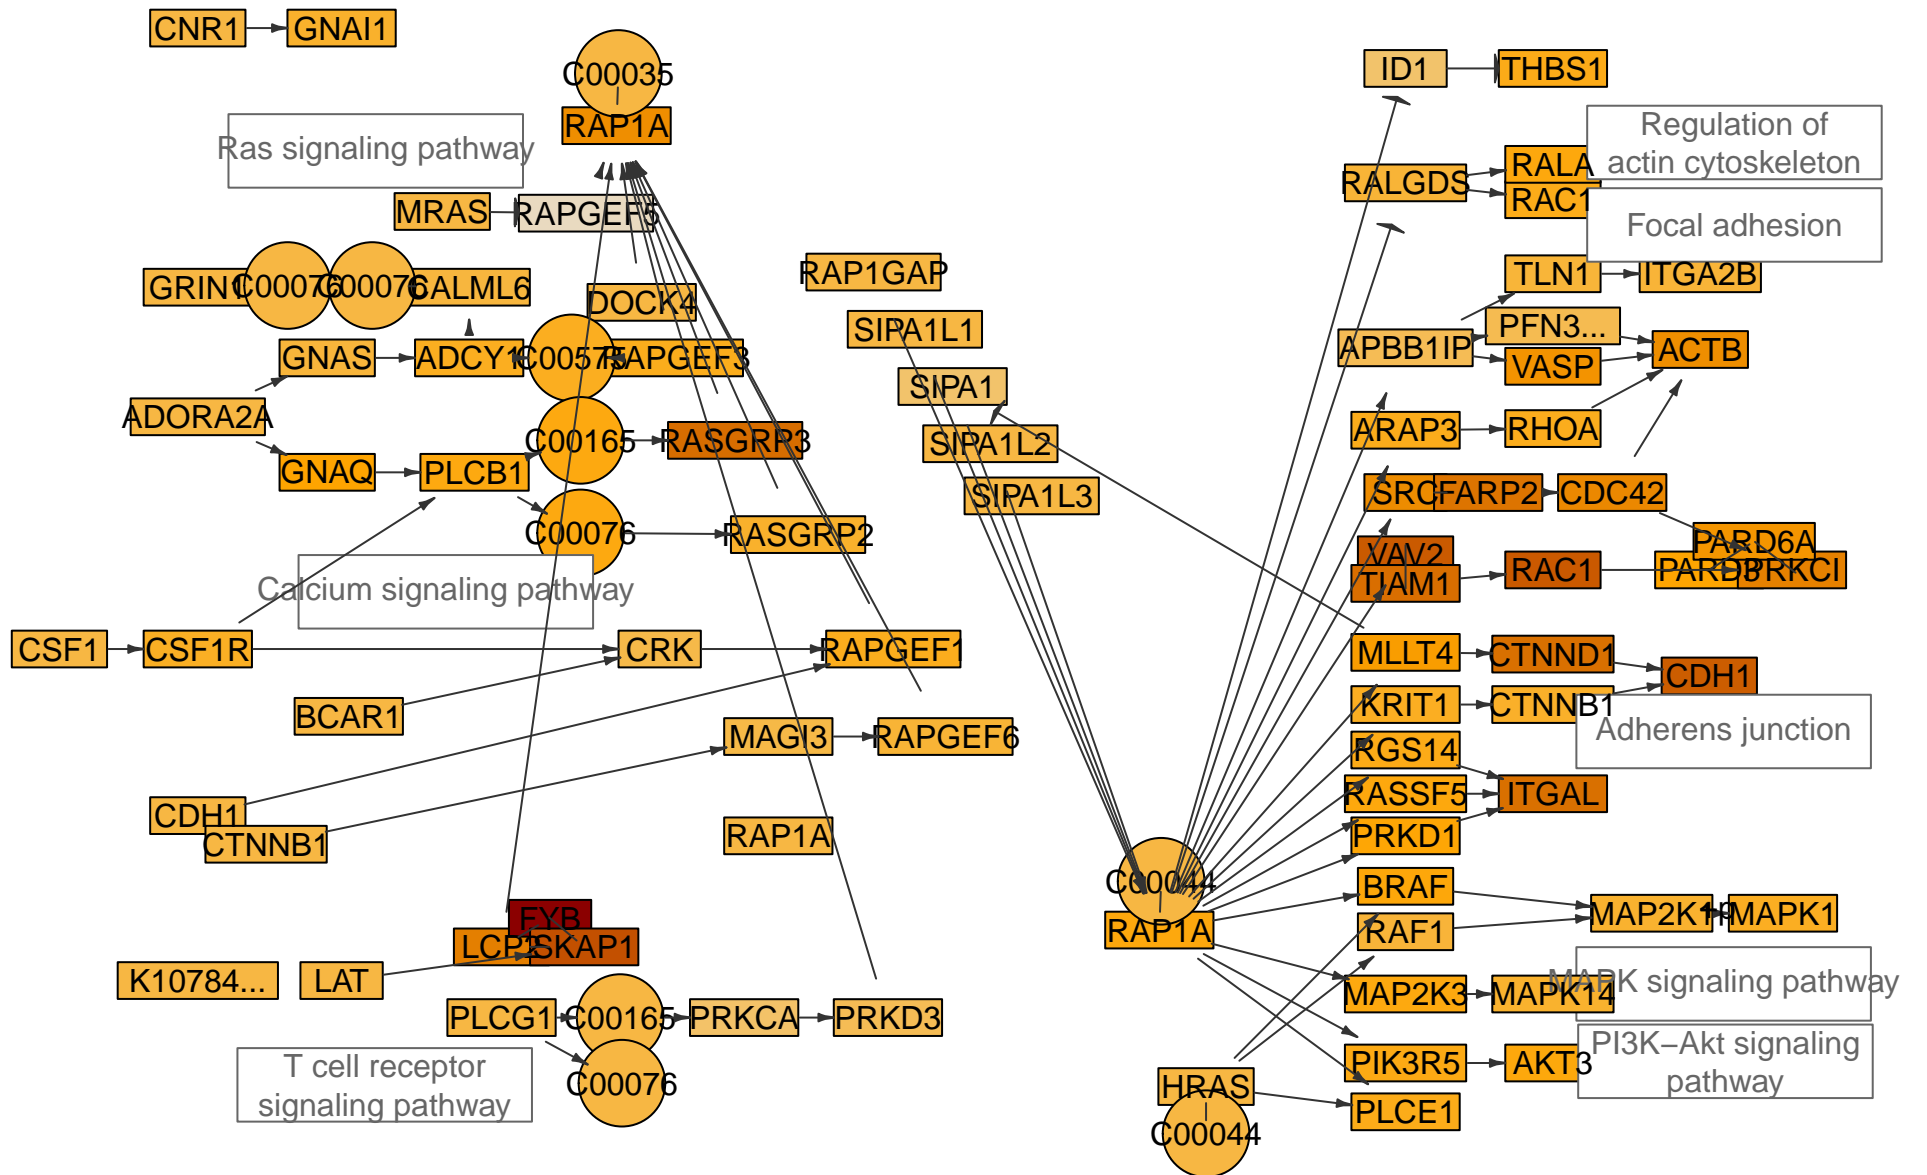 CNR1
GNAI1
C00035
RAP1A
Ras signaling pathway
MRAS
RAPGEF5
GRIN1
C00076
C00076
CALML6
DOCK4
GNAS
ADCY1
C00575
RAPGEF3
ADORA2A
C00165
RASGRP3
GNAQ
PLCB1
C00076
RASGRP2
Calcium signaling pathway
CSF1
CSF1R
CRK
RAPGEF1
BCAR1
MAGI3
RAPGEF6
CDH1
CTNNB1
RAP1A
FYB
LCP2
SKAP1
K10784...
LAT
PLCG1
C00165
PRKCA
PRKD3
C00076
T cell receptor
signaling pathway
RAP1GAP
SIPA1L1
SIPA1
SIPA1L2
SIPA1L3
C00044
RAP1A
HRAS
C00044
ID1
THBS1
Regulation of
actin cytoskeleton
RALGDS
RALA
RAC1
Focal adhesion
TLN1
ITGA2B
APBB1IP
PFN3...
VASP
ACTB
ARAP3
RHOA
SRC
FARP2
CDC42
PARD6A
VAV2
TIAM1
RAC1
PARD3
PRKCI
MLLT4
CTNND1
CDH1
KRIT1
CTNNB1
Adherens junction
RGS14
RASSF5
ITGAL
PRKD1
BRAF
RAF1
MAP2K1
+p
MAPK1
MAP2K3
MAPK14
MAPK signaling pathway
PIK3R5
AKT3
PI3K−Akt signaling
pathway
PLCE1